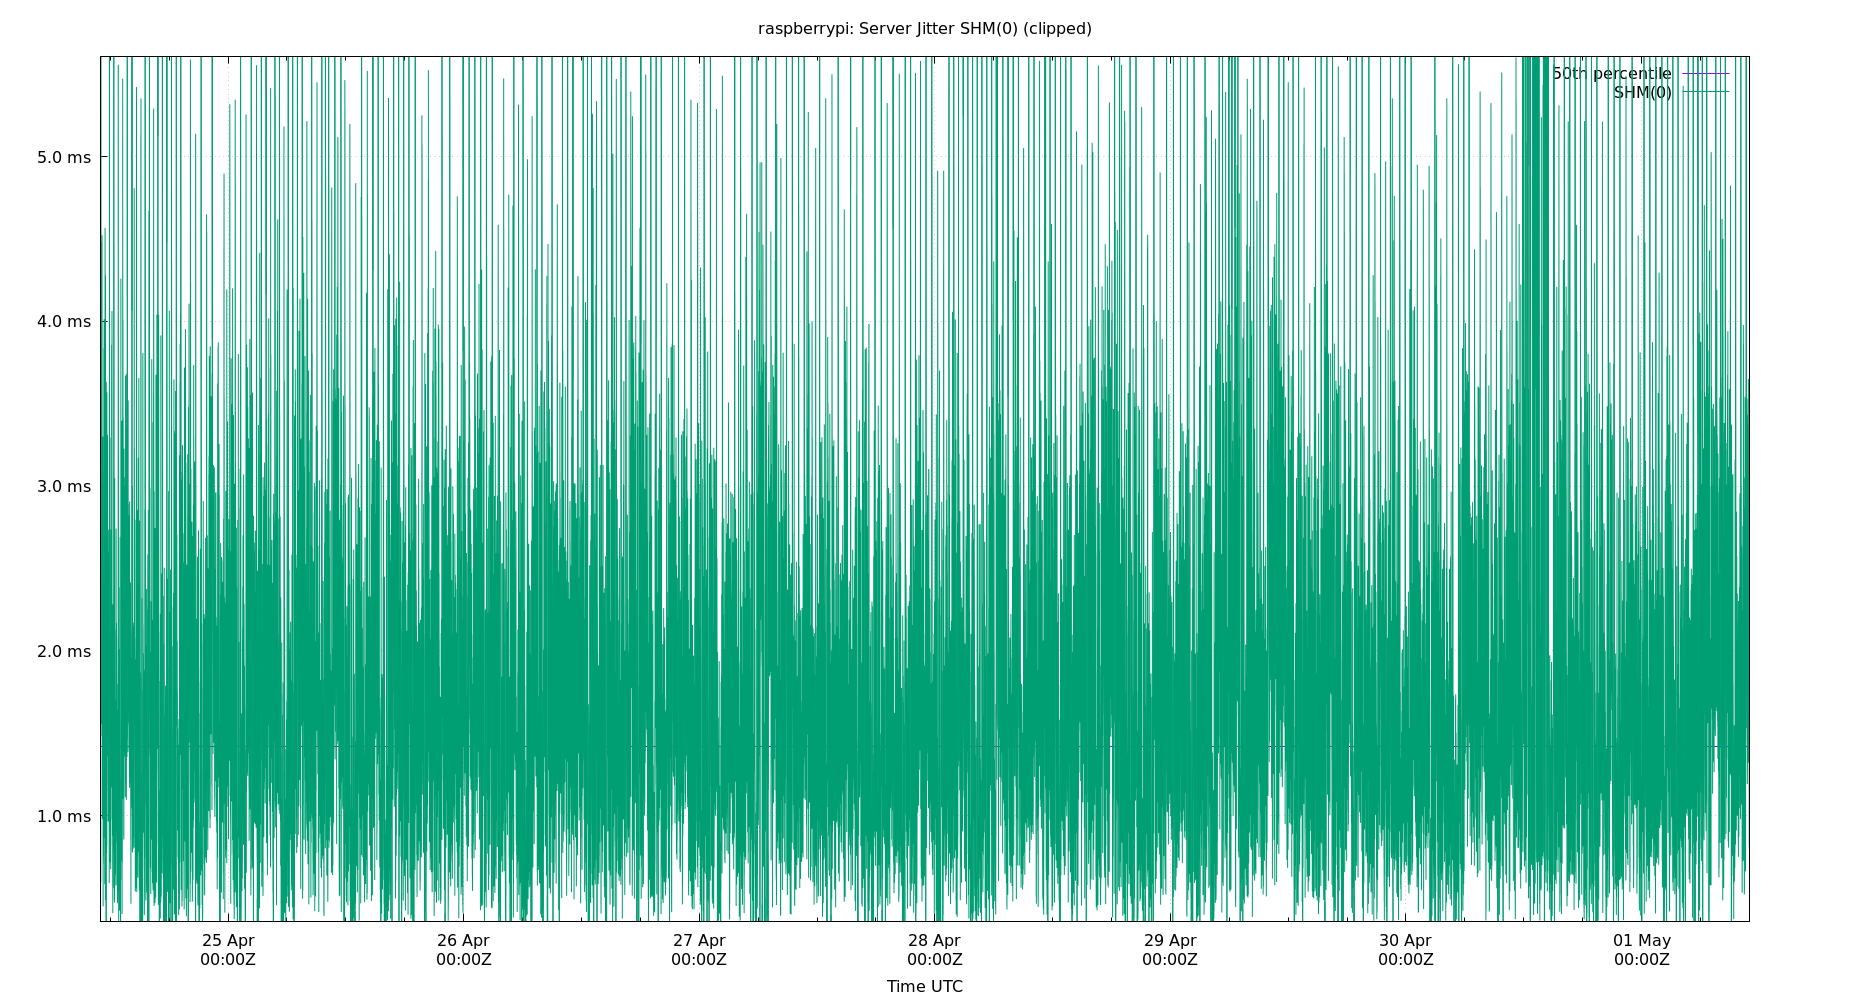 raspberrypi: Server Jitter SHM(0) (clipped)
50th percentile
SHM(0)
5.0 ms
4.0 ms
3.0 ms
2.0 ms
1.0 ms
25 Apr 26 Apr 27 Apr 28 Apr 29 Apr 30 Apr 01 May
00:00Z 00:00Z 00:00Z 00:00Z 00:00Z 00:00Z 00:00Z
Time UTC